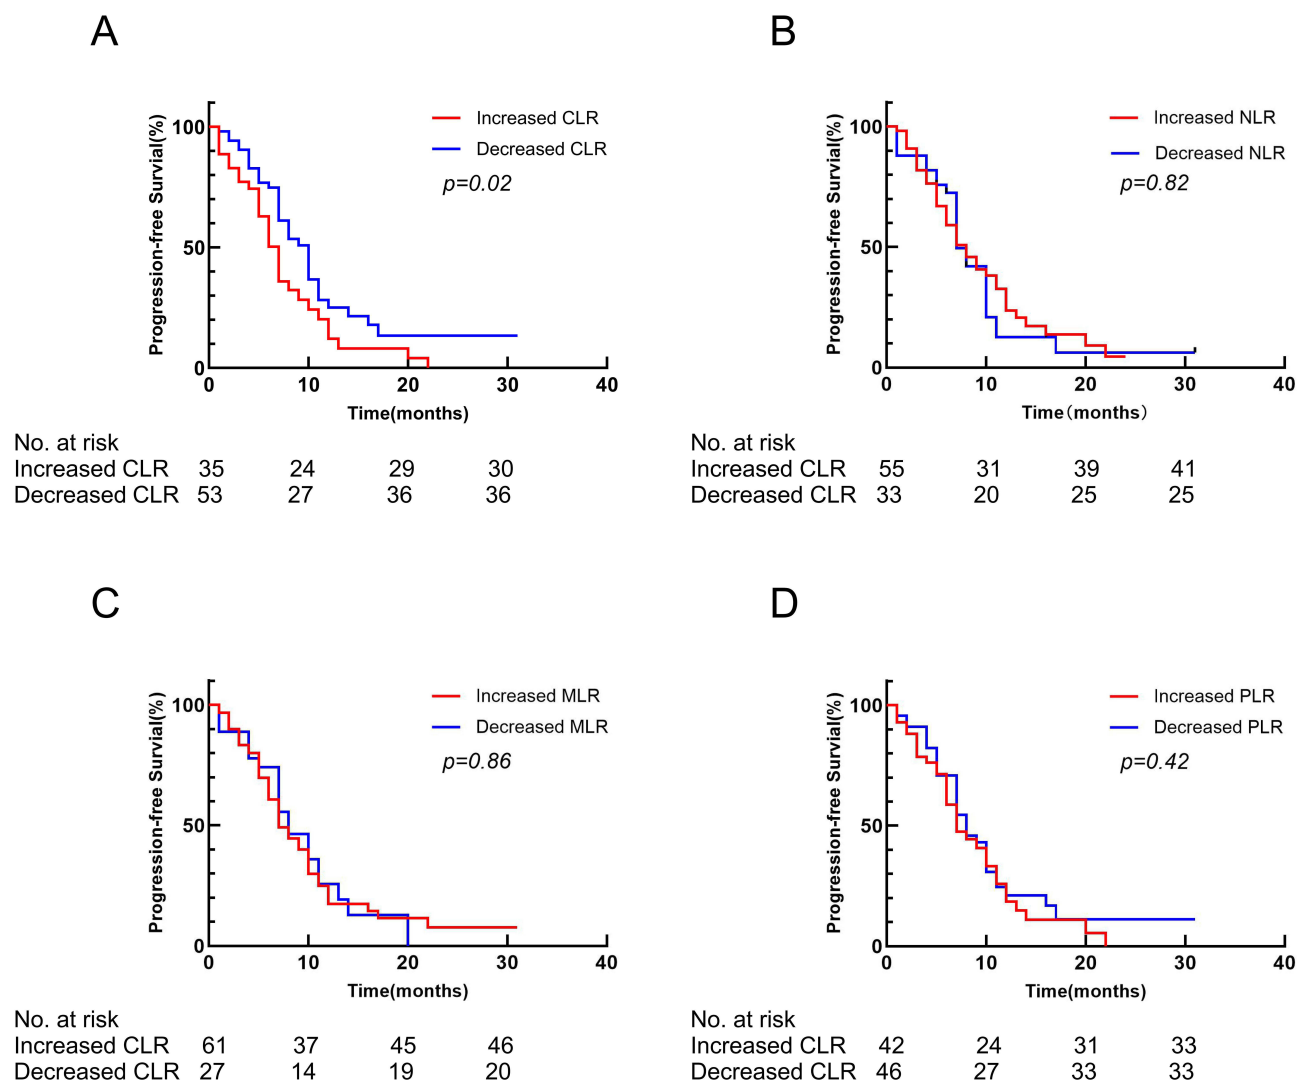 A
Increased CLR
Decreased CLR
p=0.02
100
50
0
Progression-free Survial(%)
0 10 20 30 40
Time(months)
No. at risk
Increased CLR 35 24 29 30
Decreased CLR 53 27 36 36
B
Increased NLR
Decreased NLR
p=0.82
100
50
0
Progression-free Survial(%)
0 10 20 30 40
Time（months）
No. at risk
Increased CLR 55 31 39 41
Decreased CLR 33 20 25 25
C
Increased MLR
Decreased MLR
p=0.86
100
50
0
Progression-free Survial(%)
0 10 20 30 40
Time(months)
No. at risk
Increased CLR 61 37 45 46
Decreased CLR 27 14 19 20
D
Increased PLR
Decreased PLR
p=0.42
100
50
0
Progression-free Survial(%)
0 10 20 30 40
Time(months)
No. at risk
Increased CLR 42 24 31 33
Decreased CLR 46 27 33 33